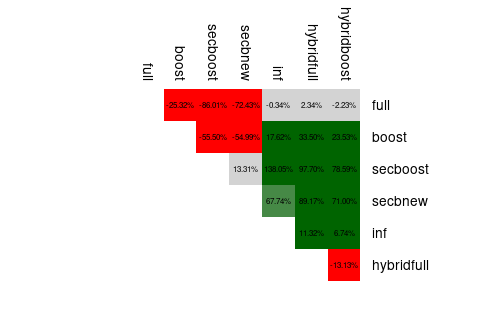 full boost secboost secbnew inf hybridfull hybridboost
-25.32% -86.01% -72.43% -0.34% 2.34% -2.23% full
-55.50% -54.99% 17.62% 33.50% 23.53% boost
13.31% 138.05% 97.70% 78.59% secboost
67.74% 89.17% 71.00% secbnew
11.32% 6.74% inf
-13.13% hybridfull